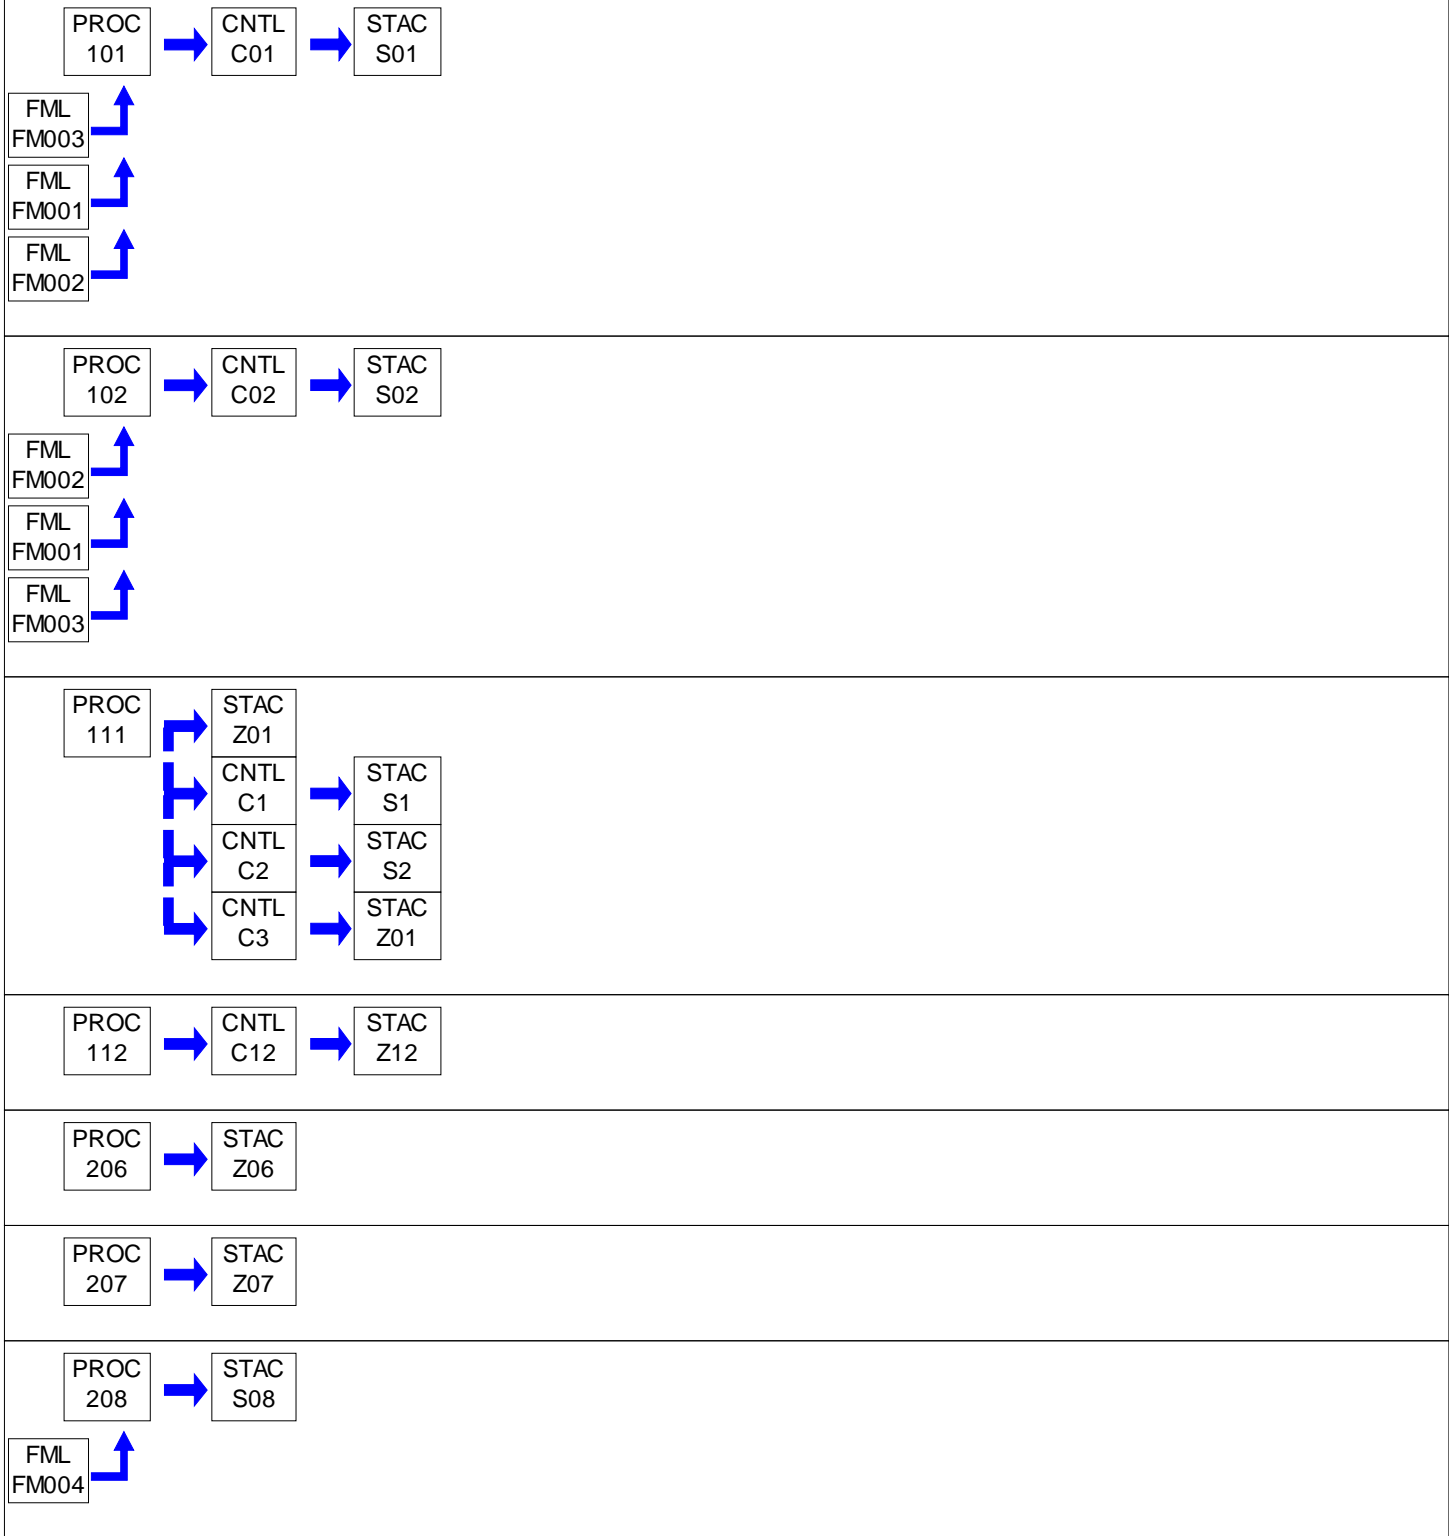 PROC
101
CNTL
C01
STAC
S01
FML
FM003
FML
FM001
FML
FM002
PROC
102
CNTL
C02
STAC
S02
FML
FM002
FML
FM001
FML
FM003
PROC
111
STAC
Z01
CNTL
C1
STAC
S1
CNTL
C2
STAC
S2
CNTL
C3
STAC
Z01
PROC
112
CNTL
C12
STAC
Z12
PROC
206
STAC
Z06
PROC
207
STAC
Z07
PROC
208
STAC
S08
FML
FM004